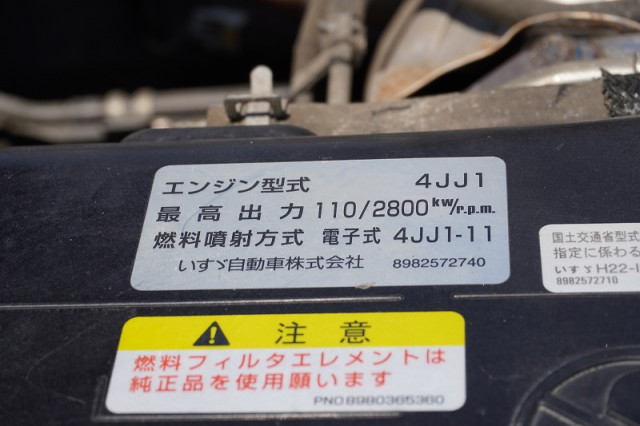 エンジン型式 4JJ1
最高出力 110/2800kw/r.p.m.
燃料噴射方式 電子式 4JJ1-11
いすゞ自動車株式会社 8982572740
国土交通省型式
指定に係わる
いすゞH22-I
8982572710
注意
燃料フィルタエレメントは
純正品を使用願います
PNO.8980365360